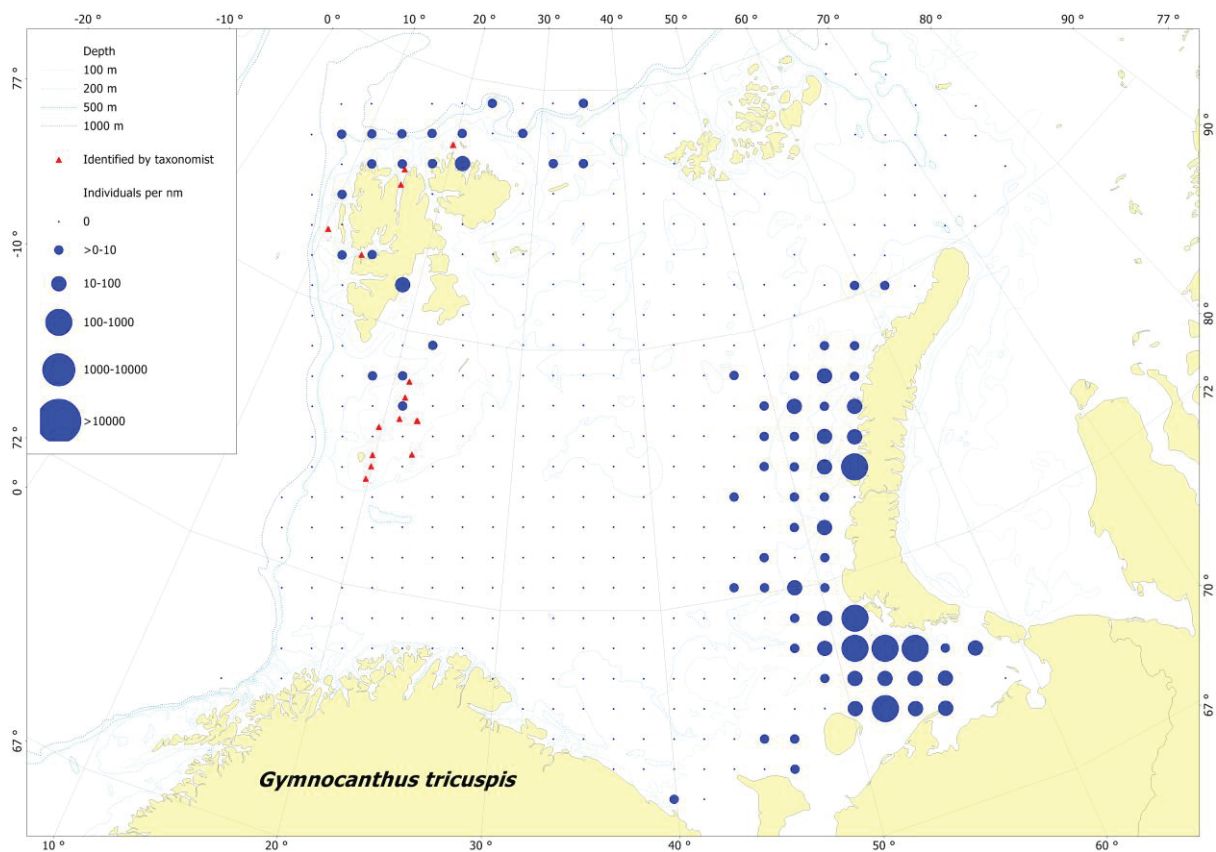 -20 ° -10 ° 0 ° 10 ° 20 ° 30 ° 40 ° 50 ° 60 ° 70 ° 80 ° 90 ° 77 °
Depth
100 m
200 m
500 m
1000 m
Identified by taxonomist
Individuals per nm
0
>0-10
10-100
100-1000
1000-10000
>10000
77 °
-10 °
72
0 °
67 °
90 °
80 °
72 °
70 °
67 °
Gymnocanthus tricuspis
10 ° 20 ° 30 ° 40 ° 50 ° 60 °